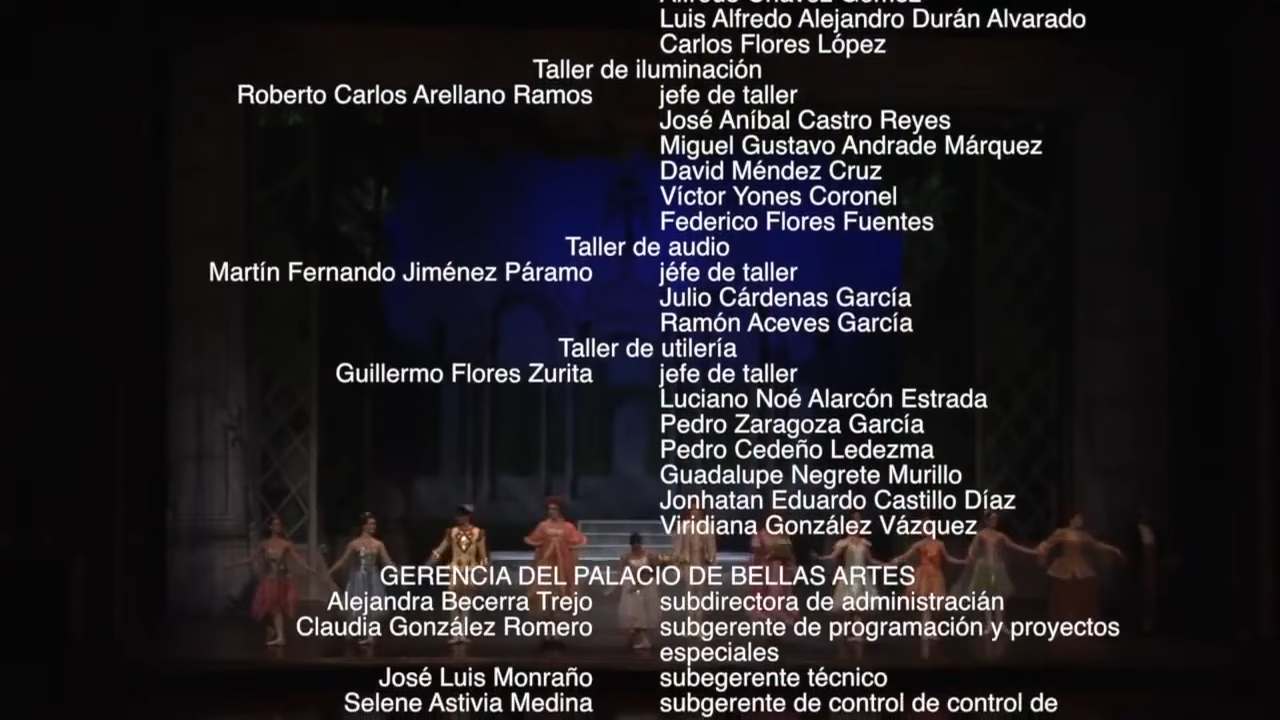 Alfredo Chávez Gómez
Luis Alfredo Alejandro Durán Alvarado
Carlos Flores López
Taller de iluminación
Roberto Carlos Arellano Ramos jefe de taller
José Aníbal Castro Reyes
Miguel Gustavo Andrade Márquez
David Méndez Cruz
Víctor Yones Coronel
Federico Flores Fuentes
Taller de audio
Martín Fernando Jiménez Páramo jéfe de taller
Julio Cárdenas García
Ramón Aceves García
Taller de utilería
Guillermo Flores Zurita jefe de taller
Luciano Noé Alarcón Estrada
Pedro Zaragoza García
Pedro Cedeño Ledezma
Guadalupe Negrete Murillo
Jonhatan Eduardo Castillo Díaz
Viridiana González Vázquez
GERENCIA DEL PALACIO DE BELLAS ARTES
Alejandra Becerra Trejo subdirectora de administracián
Claudia González Romero subgerente de programación y proyectos
especiales
José Luis Monraño subegerente técnico
Selene Astivia Medina subgerente de control de control de